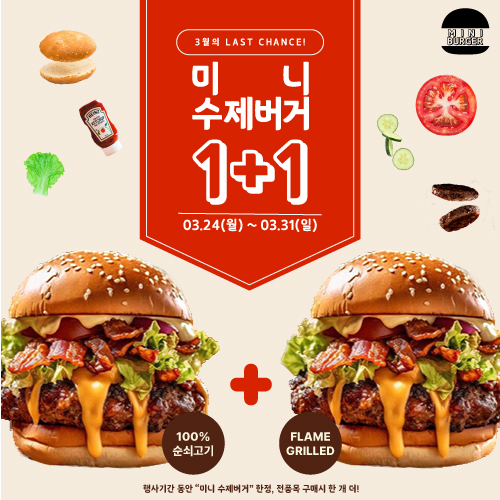 3월의 LAST CHANCE!
MINI
BURGER
미 니
수제버거
1+1
03.24(월) ~ 03.31(일)
HEINZ
100%
순쇠고기
FLAME
GRILLED
행사기간 동안 "미니 수제버거" 한정, 전품목 구매시 한 개 더!